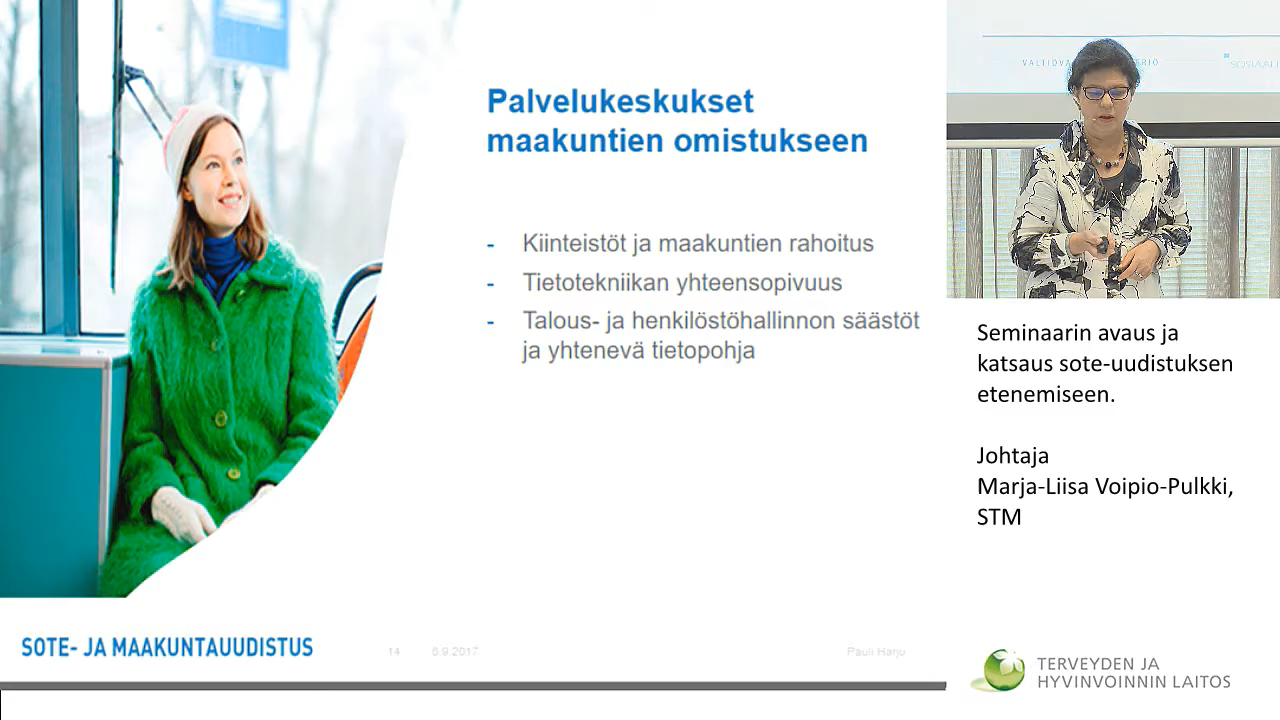 Palvelukeskukset
maakuntien omistukseen
- Kiinteistöt ja maakuntien rahoitus
- Tietotekniikan yhteensopivuus
- Talous- ja henkilöstöhallinnon säästöt
ja yhtenevä tietopohja
SOTE- JA MAAKUNTAUUDISTUS
14
6.9.2017
Pauli Harju
Seminaarin avaus ja
katsaus sote-uudistuksen
etenemiseen.
Johtaja
Marja-Liisa Voipio-Pulkki,
STM
TERVEYDEN JA
HYVINVOINNIN LAITOS